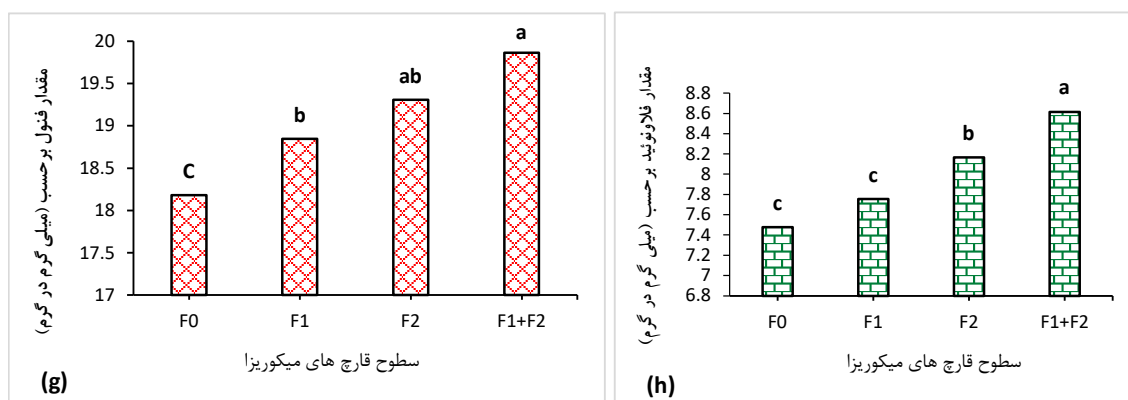 مقدار فنول برحسب (میلی گرم در گرم)
20
19.5
19
18.5
18
17.5
17
C
b
ab
a
F0
F1
F2
F1+F2
سطوح قارچ های میکوریزا
(g)
مقدار فلاونوئید برحسب (میلی گرم در گرم)
8.8
8.6
8.4
8.2
8
7.8
7.6
7.4
7.2
7
6.8
c
c
b
a
F0
F1
F2
F1+F2
سطوح قارچ های میکوریزا
(h)